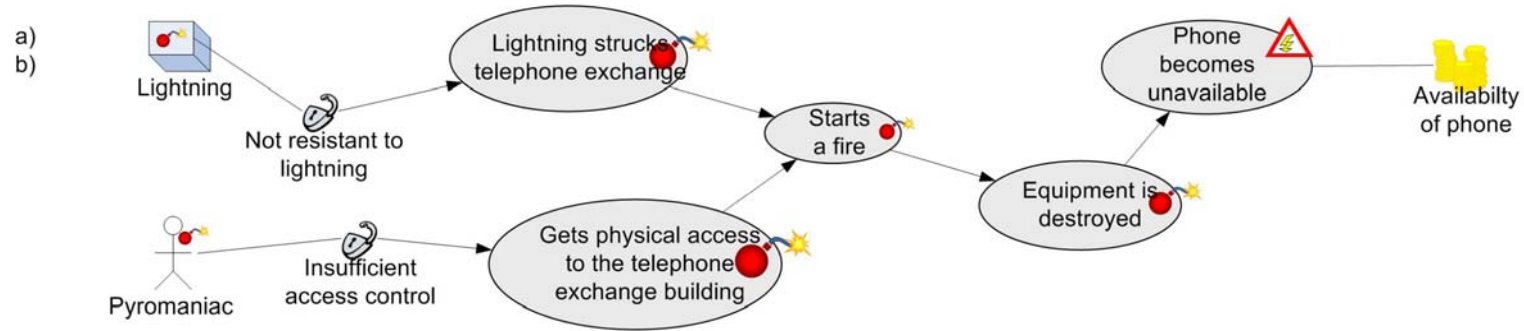 a)
b)
Lightning
Not resistant to
lightning
Lightning strucks
telephone exchange
Pyromaniac
Insufficient
access control
Gets physical access
to the telephone
exchange building
Starts
a fire
Equipment is
destroyed
Phone
becomes
unavailable
Availabilty
of phone